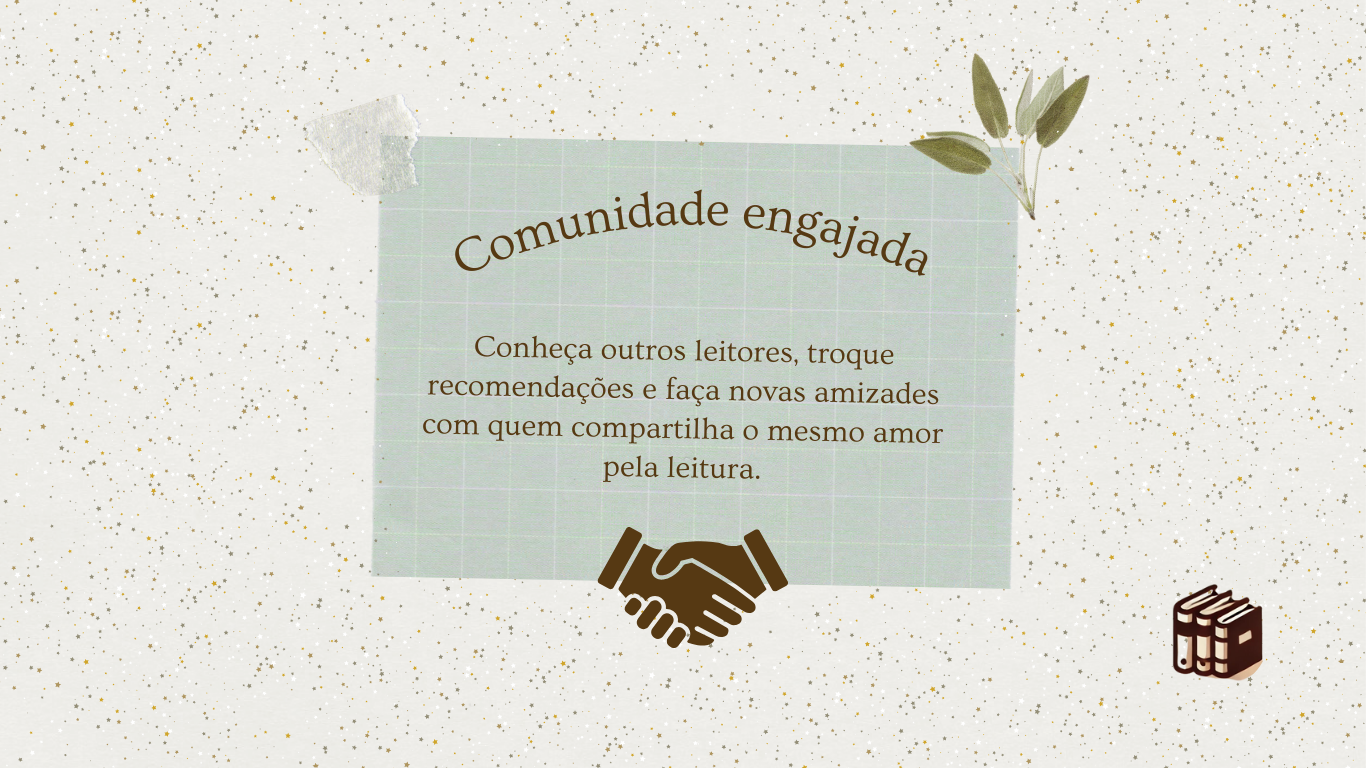 Comunidade engajada
Conheça outros leitores, troque
recomendações e faça novas amizades
com quem compartilha o mesmo amor
pela leitura.